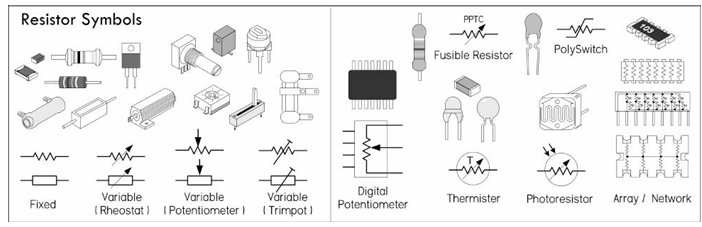 Resistor Symbols
PPTC
Fusible Resistor
PolySwitch
103
Fixed
Variable
( Rheostat )
Variable
( Potentiometer )
Variable
( Trimpot )
Digital
Potentiometer
T
Thermister
Photoresistor
Array / Network